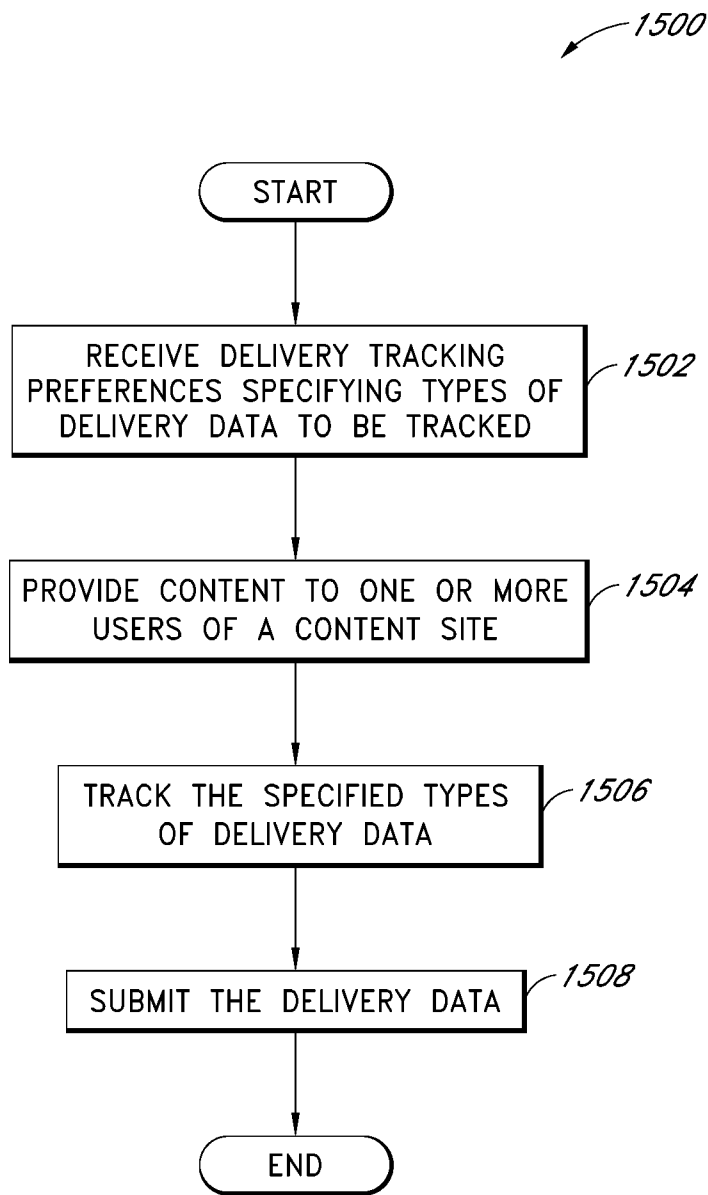 1500
START
RECEIVE DELIVERY TRACKING
PREFERENCES SPECIFYING TYPES OF
DELIVERY DATA TO BE TRACKED
1502
PROVIDE CONTENT TO ONE OR MORE
USERS OF A CONTENT SITE
1504
TRACK THE SPECIFIED TYPES
OF DELIVERY DATA
1506
SUBMIT THE DELIVERY DATA
1508
END